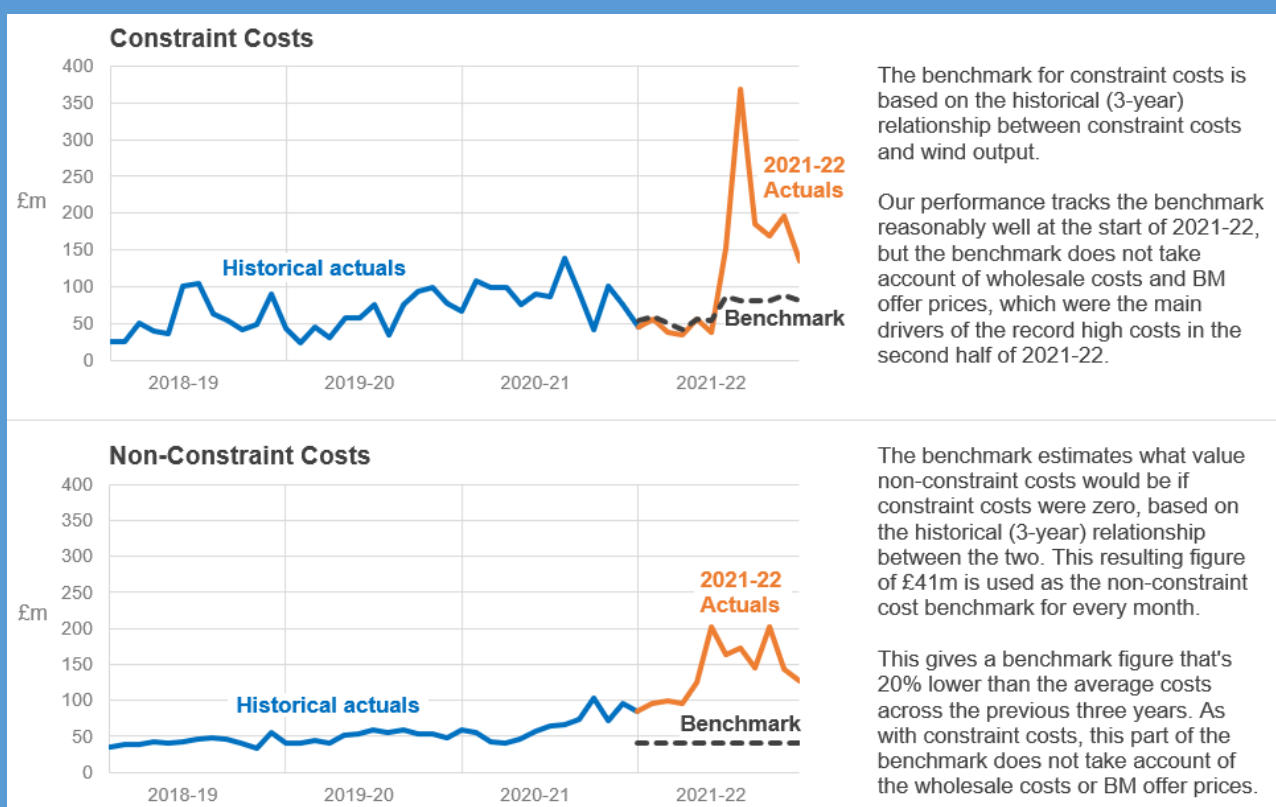 Constraint Costs
400
350
300
250
200
150
100
50
0
£m
Historical actuals
2021-22
Actuals
Benchmark
2018-19
2019-20
2020-21
2021-22
The benchmark for constraint costs is
based on the historical (3-year)
relationship between constraint costs
and wind output.
Our performance tracks the benchmark
reasonably well at the start of 2021-22,
but the benchmark does not take
account of wholesale costs and BM
offer prices, which were the main
drivers of the record high costs in the
second half of 2021-22.
Non-Constraint Costs
400
350
300
250
200
150
100
50
0
£m
Historical actuals
2021-22
Actuals
Benchmark
2018-19
2019-20
2020-21
2021-22
The benchmark estimates what value
non-constraint costs would be if
constraint costs were zero, based on
the historical (3-year) relationship
between the two. This resulting figure
of £41m is used as the non-constraint
cost benchmark for every month.
This gives a benchmark figure that's
20% lower than the average costs
across the previous three years. As
with constraint costs, this part of the
benchmark does not take account of
the wholesale costs or BM offer prices.